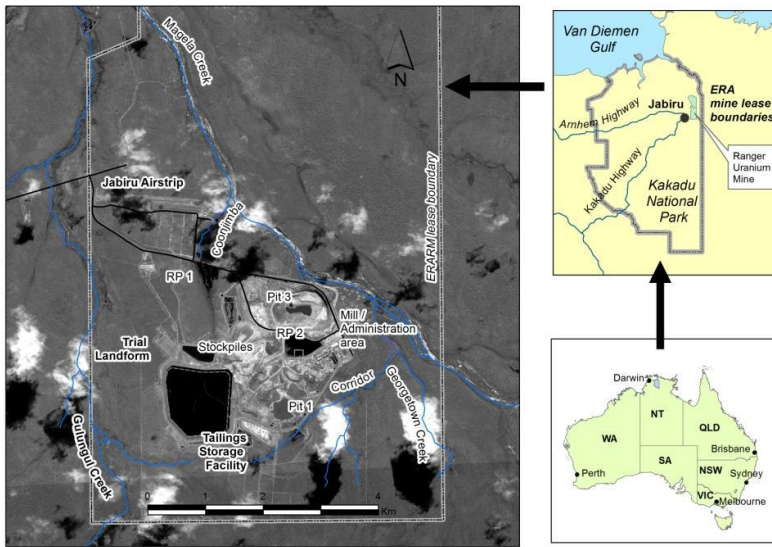 Magela Creek
N
Jabiru Airstrip
Coonjimba
ERARM lease boundary
RP 1
Pit 3
Mill /
Administration
area
RP 2
Trial
Landform
Stockpiles
Corridor
Georgetown Creek
Pit 1
Tailings
Storage
Facility
Gulungul Creek
0
2
4
Km
Van Diemen
Gulf
ERA
mine lease
boundaries
Jabiru
Arnhem Highway
Ranger
Uranium
Mine
Kakadu Highway
Kakadu
National
Park
Darwin
NT
QLD
WA
Brisbane
SA
NSW
Perth
Sydney
VIC
Melbourne